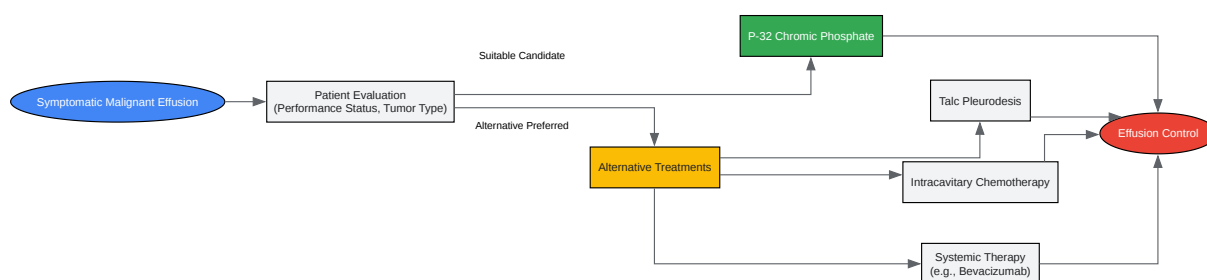 P-32 Chromic Phosphate
Suitable Candidate
Symptomatic Malignant Effusion
Patient Evaluation
(Performance Status, Tumor Type)
Alternative Preferred
Talc Pleurodesis
Effusion Control
Alternative Treatments
Intracavitary Chemotherapy
Systemic Therapy
(e.g., Bevacizumab)